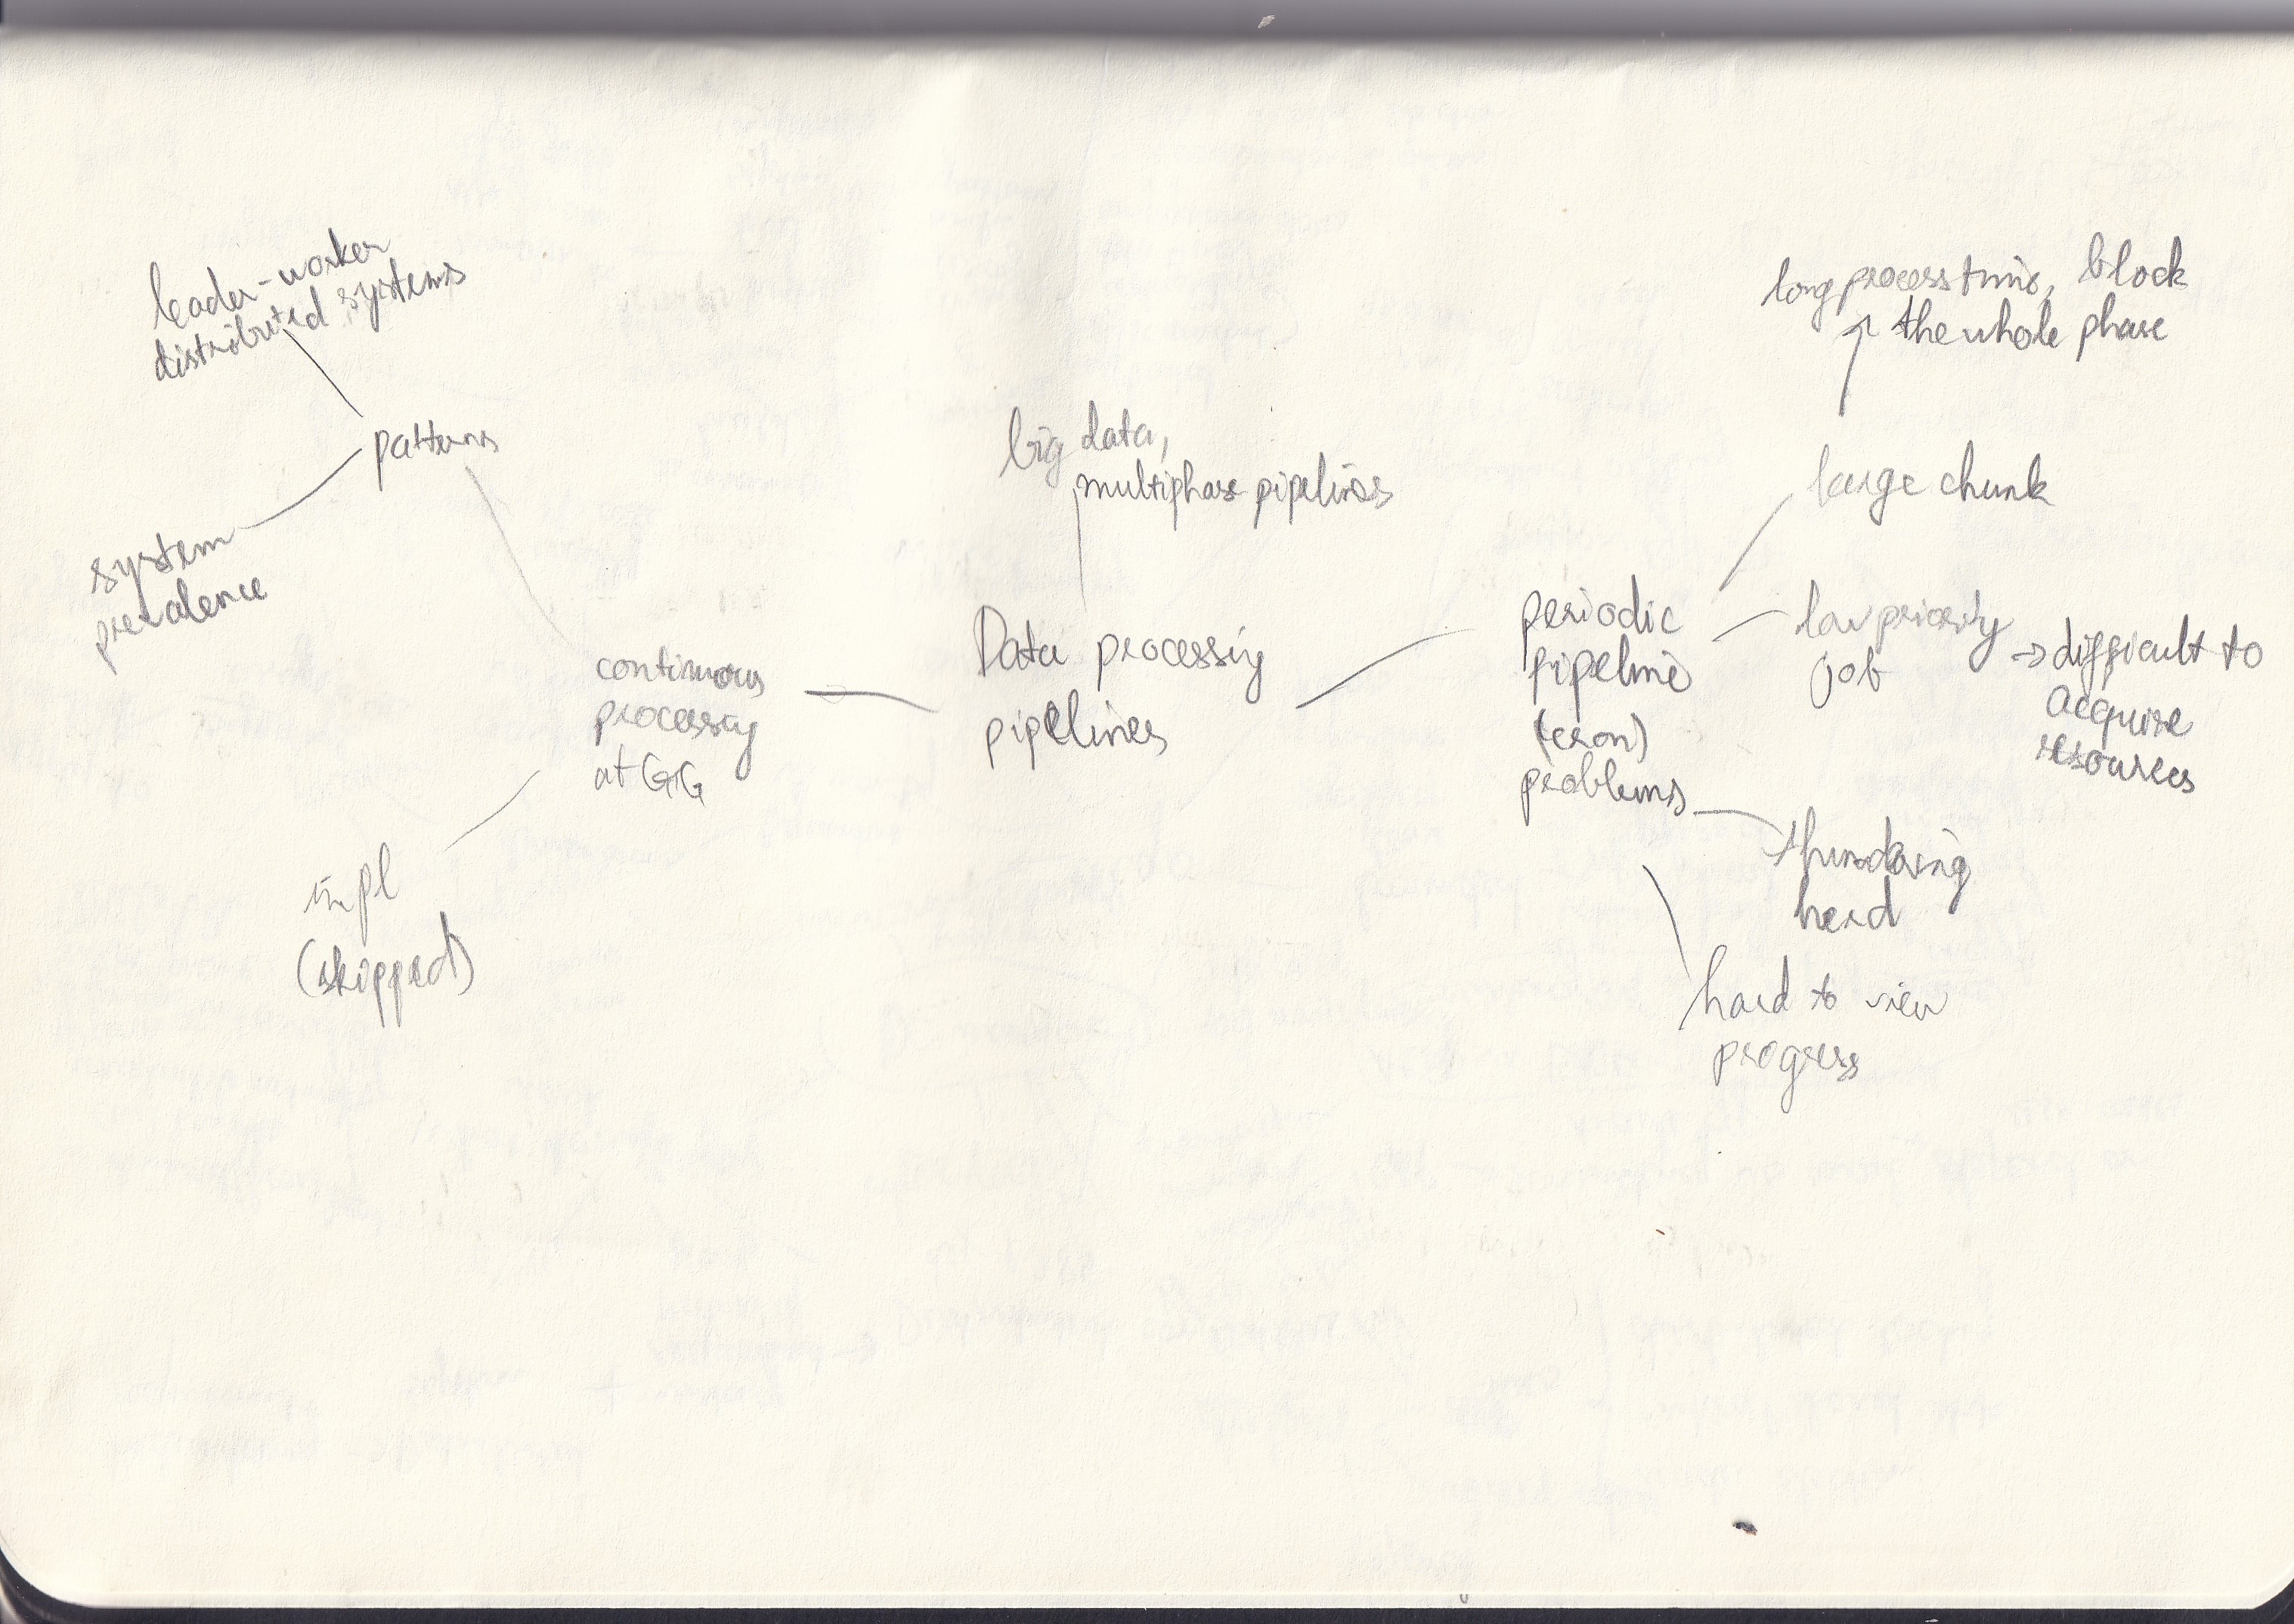 leader-worker
distributed systems
patterns
system
prevalence
continuous
processing
at GG
impl
(skipped)
big data,
multiphase pipelines
Data processing
pipelines
periodic
pipeline
(cron)
problems
long process time, block
the whole phase
large chunk
low priority
job
→ difficult to
acquire
resources
thundering
herd
hard to view
progress